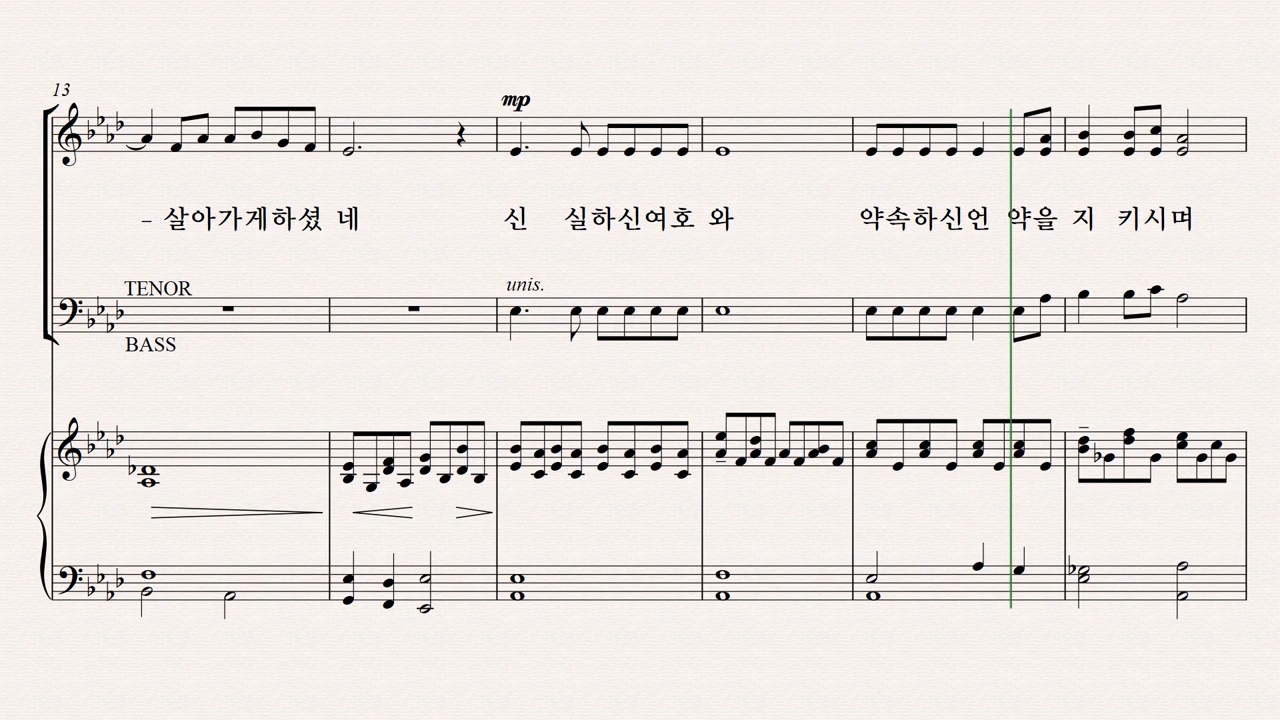 13
mp
– 살아가게하셨 네 신 실하신여호 와 약속하신언 약을 지 키시며
TENOR
unis.
BASS